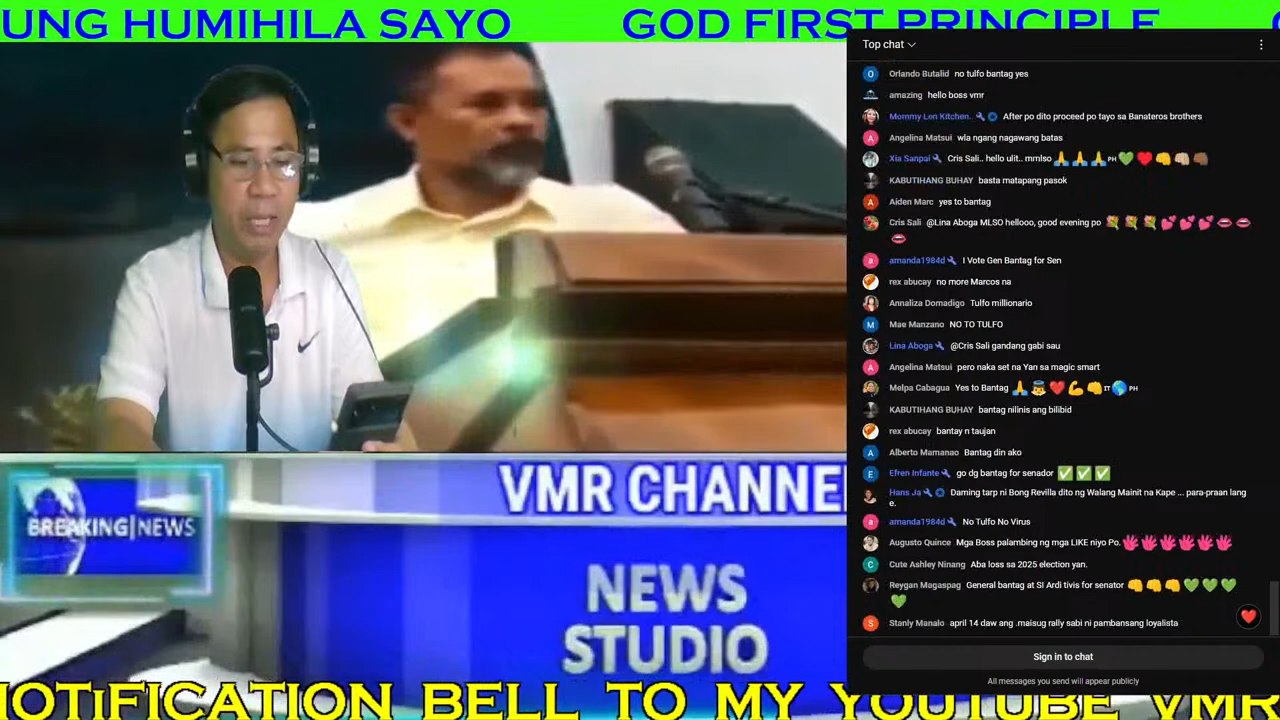 UNG HUMIHILA SAYO GOD FIRST PRINCIPLE
Top chat
Orlando Butalid no tulfo bantag yes
amazing hello boss vmr
Mommy Len Kitchen.. After po dito proceed po tayo sa Banateros brothers
Angelina Matsui wla ngang nagawang batas
Xia Sanpai Cris Sali.. hello ulit.. mmlso 🙏🙏🙏PH💚♥️👊👊🏼👊🏾
KABUTIHANG BUHAY basta matapang pasok
Aiden Marc yes to bantag
Cris Sali @Lina Aboga MLSO hellooo, good evening po 💐💐💐💕💕💕👄👄
👄
amanda1984d I Vote Gen Bantag for Sen
rex abucay no more Marcos na
Annaliza Domadigo Tulfo millionario
Mae Manzano NO TO TULFO
Lina Aboga @Cris Sali gandang gabi sau
Angelina Matsui pero naka set na Yan sa magic smart
Melpa Cabagua Yes to Bantag 🙏👼❤️💪👊IT🌎PH
KABUTIHANG BUHAY bantag nilinis ang bilibid
rex abucay bantay n taujan
Alberto Mamanao Bantag din ako
Efren Infante go dg bantag for senador ✅✅✅
Hans Ja Daming tarp ni Bong Revilla dito ng Walang Mainit na Kape ... para-praan lang
e.
amanda1984d No Tulfo No Virus
Augusto Quince Mga Boss palambing ng mga LIKE niyo Po.👋👋👋👋👋👋
Cute Ashley Ninang Aba loss sa 2025 election yan.
Reygan Magaspag General bantag at SI Ardi tivis for senator 👊👊👊💚💚💚
💚
Stanly Manalo april 14 daw ang .maisug rally sabi ni pambansang loyalista
Sign in to chat
All messages you send will appear publicly
VMR CHANNE
BREAKING|NEWS
NEWS
STUDIO
NOTIFICATION BELL TO MY YOUTUBE VMR